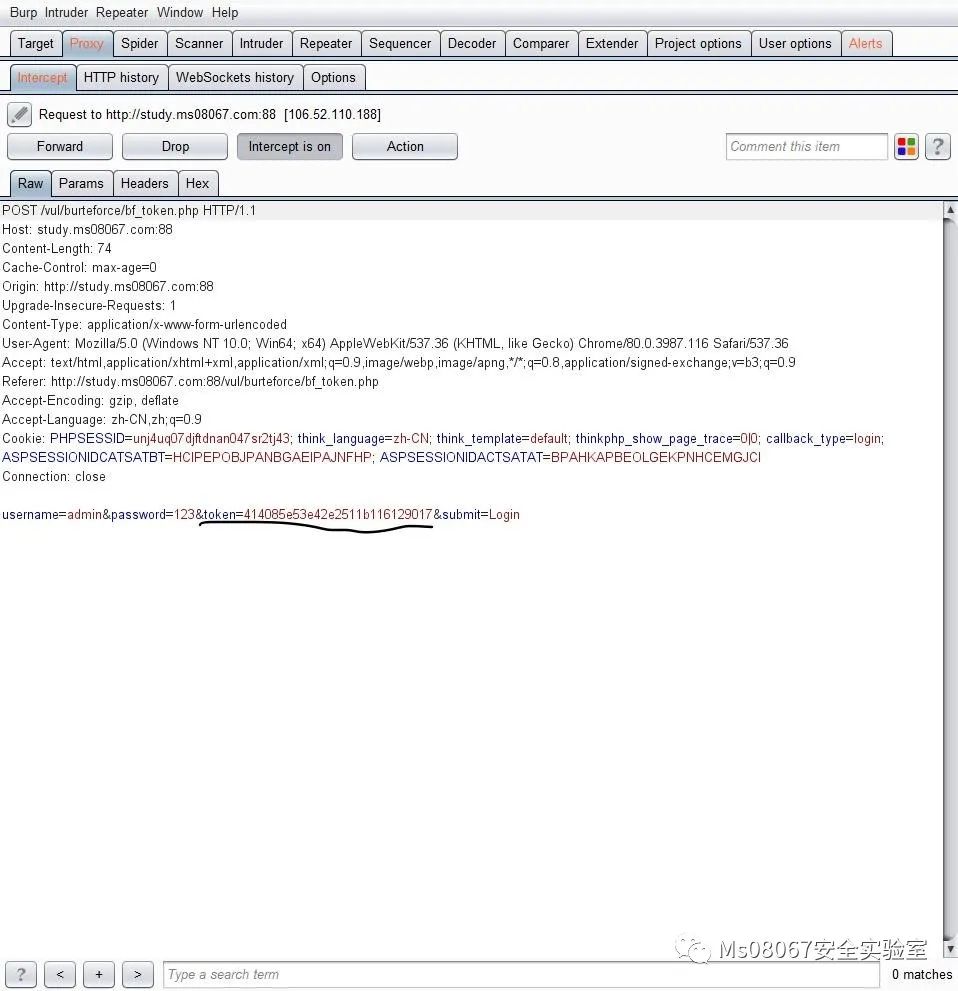 Burp Intruder Repeater Window Help
Target Proxy Spider Scanner Intruder Repeater Sequencer Decoder Comparer Extender Project options User options Alerts
Intercept HTTP history WebSockets history Options
Request to http://study.ms08067.com:88 [106.52.110.188]
Forward Drop Intercept is on Action Comment this item ?
Raw Params Headers Hex
POST /vul/burteforce/bf_token.php HTTP/1.1
Host: study.ms08067.com:88
Content-Length: 74
Cache-Control: max-age=0
Origin: http://study.ms08067.com:88
Upgrade-Insecure-Requests: 1
Content-Type: application/x-www-form-urlencoded
User-Agent: Mozilla/5.0 (Windows NT 10.0; Win64; x64) AppleWebKit/537.36 (KHTML, like Gecko) Chrome/80.0.3987.116 Safari/537.36
Accept: text/html,application/xhtml+xml,application/xml;q=0.9,image/webp,image/apng,*/*;q=0.8,application/signed-exchange;v=b3;q=0.9
Referer: http://study.ms08067.com:88/vul/burteforce/bf_token.php
Accept-Encoding: gzip, deflate
Accept-Language: zh-CN,zh;q=0.9
Cookie: PHPSESSID=unj4uq07djftdnan047sr2tj43; think_language=zh-CN; think_template=default; thinkphp_show_page_trace=0|0; callback_type=login;
ASPSESSIONIDCATSATBT=HCIPEPOBJPANBGAEIPAJNFHP; ASPSESSIONIDACTSATAT=BPAHKAPBEOLGEKPNHCEMGJCI
Connection: close
username=admin&password=123&token=414085e53e42e2511b116129017&submit=Login
Ms08067安全实验室
? < + > Type a search term 0 matches